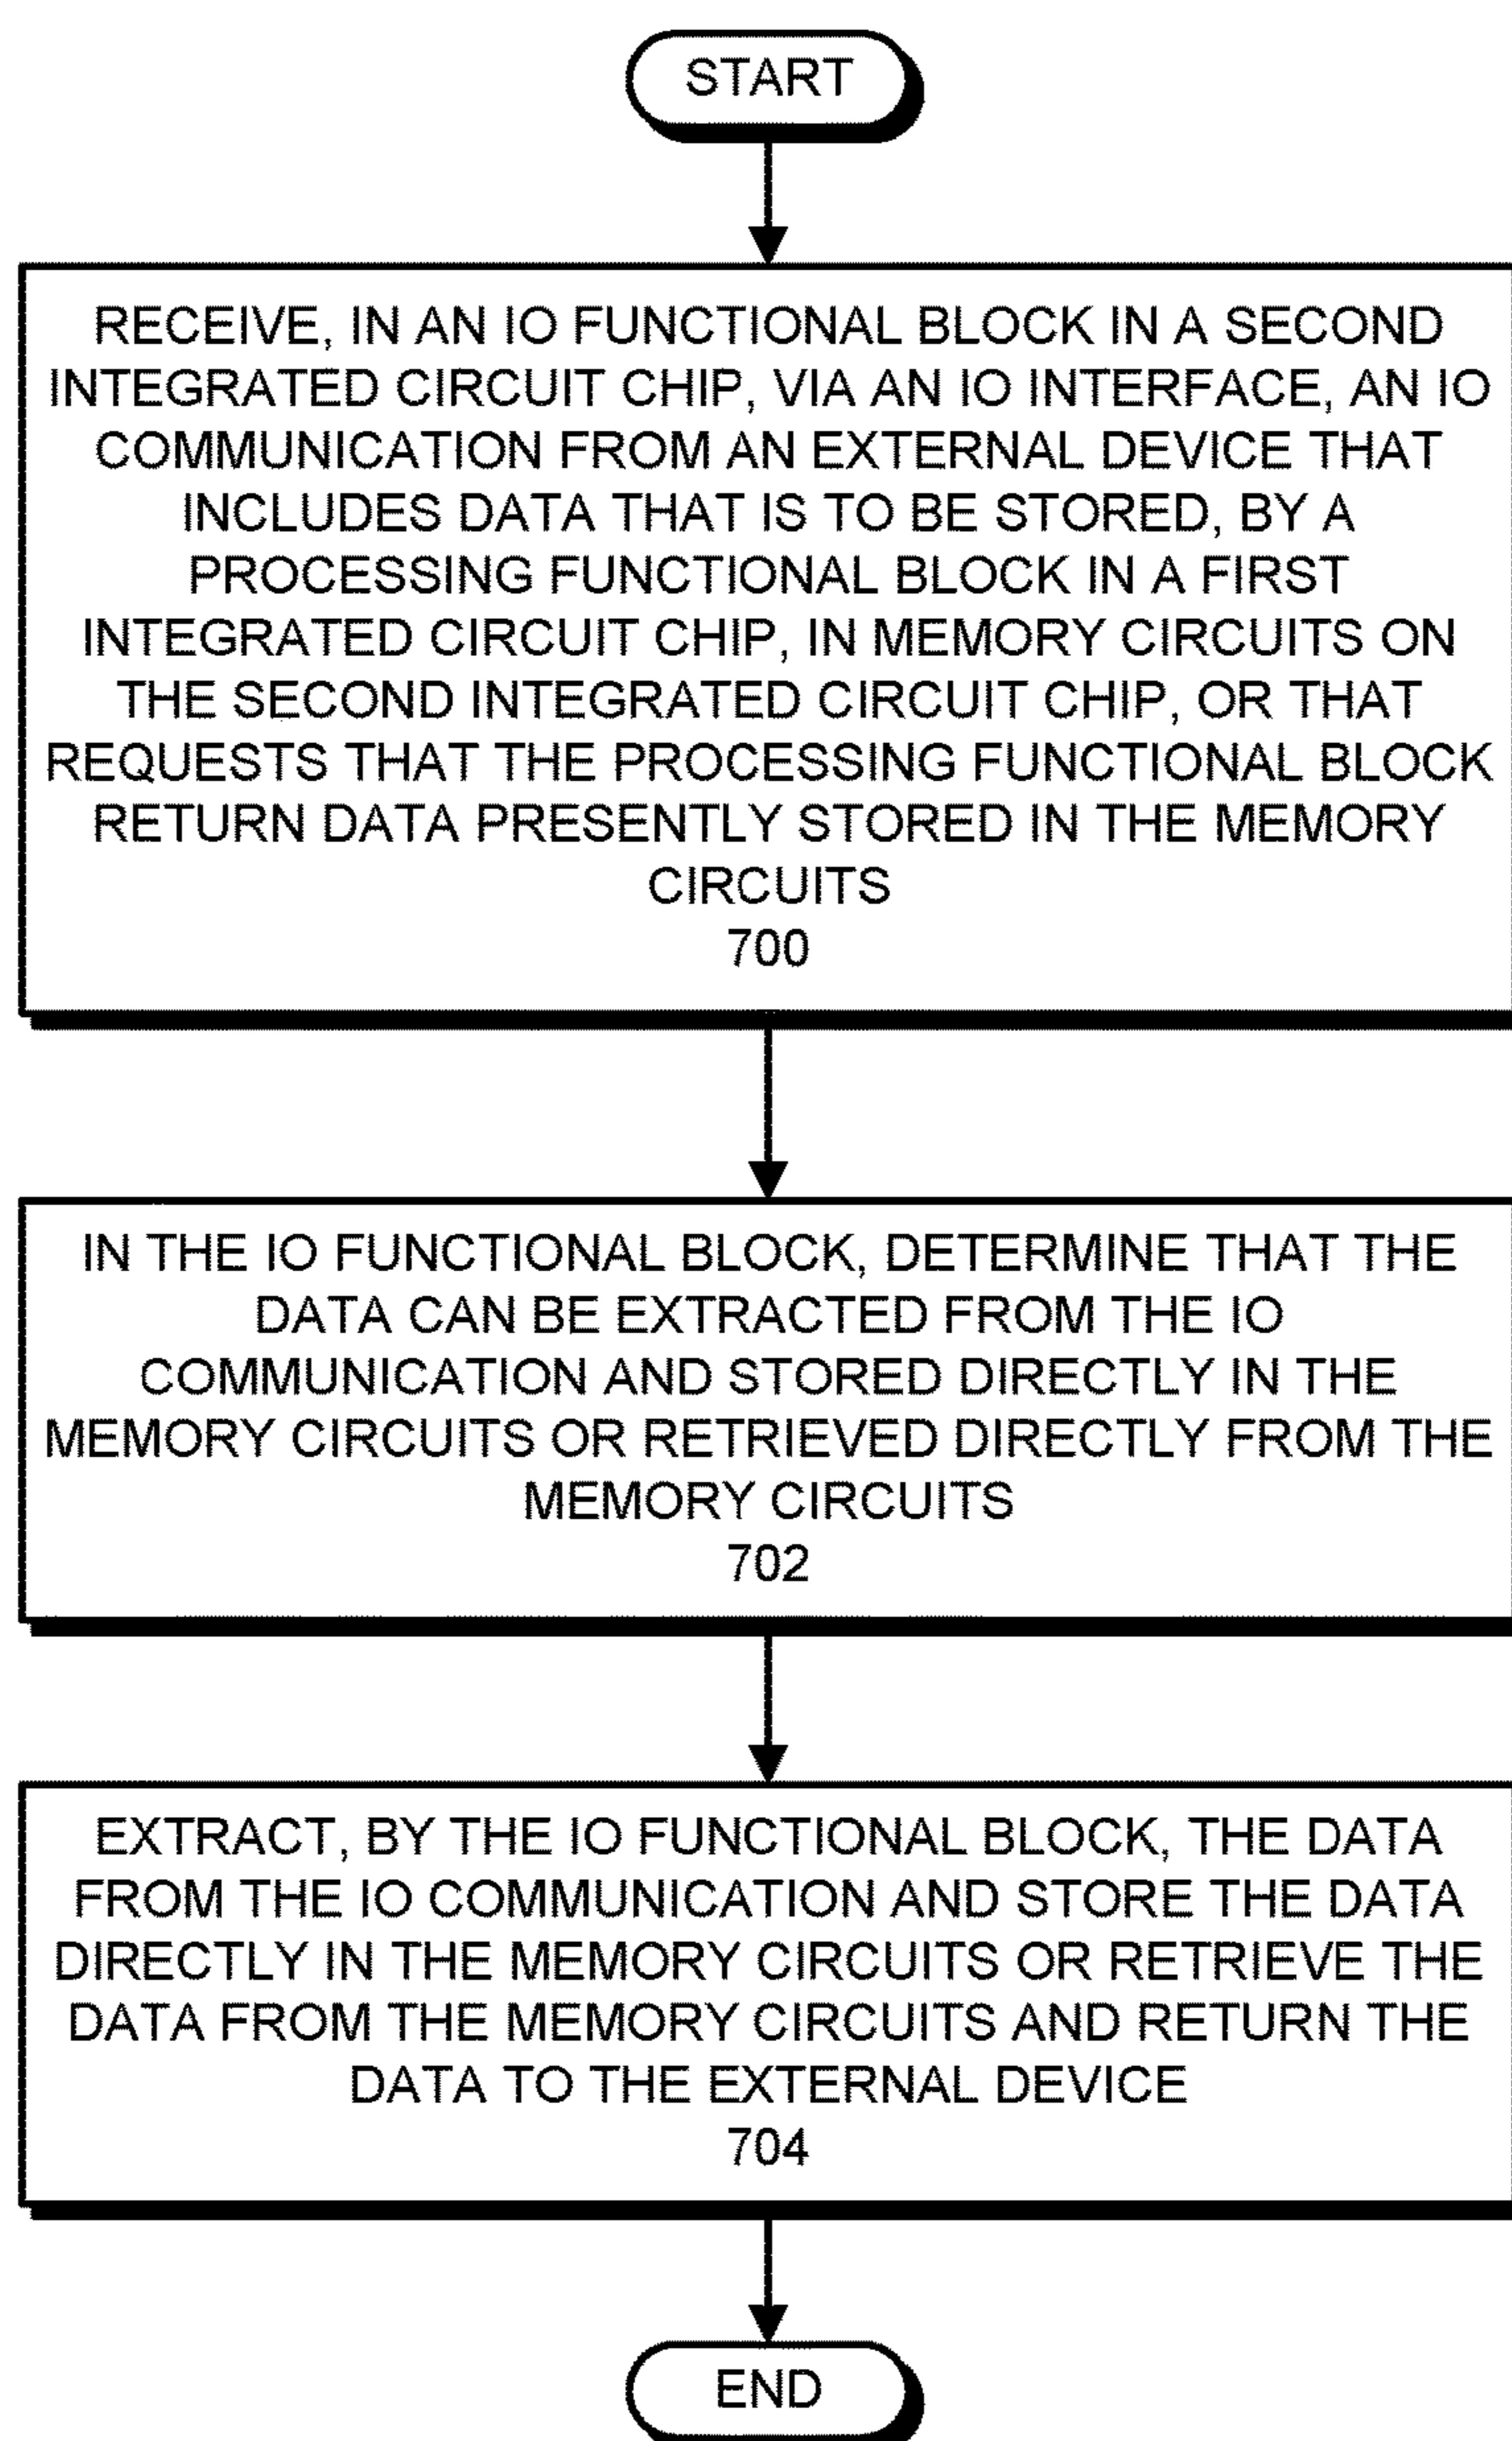 START
RECEIVE, IN AN IO FUNCTIONAL BLOCK IN A SECOND
INTEGRATED CIRCUIT CHIP, VIA AN IO INTERFACE, AN IO
COMMUNICATION FROM AN EXTERNAL DEVICE THAT
INCLUDES DATA THAT IS TO BE STORED, BY A
PROCESSING FUNCTIONAL BLOCK IN A FIRST
INTEGRATED CIRCUIT CHIP, IN MEMORY CIRCUITS ON
THE SECOND INTEGRATED CIRCUIT CHIP, OR THAT
REQUESTS THAT THE PROCESSING FUNCTIONAL BLOCK
RETURN DATA PRESENTLY STORED IN THE MEMORY
CIRCUITS
700
IN THE IO FUNCTIONAL BLOCK, DETERMINE THAT THE
DATA CAN BE EXTRACTED FROM THE IO
COMMUNICATION AND STORED DIRECTLY IN THE
MEMORY CIRCUITS OR RETRIEVED DIRECTLY FROM THE
MEMORY CIRCUITS
702
EXTRACT, BY THE IO FUNCTIONAL BLOCK, THE DATA
FROM THE IO COMMUNICATION AND STORE THE DATA
DIRECTLY IN THE MEMORY CIRCUITS OR RETRIEVE THE
DATA FROM THE MEMORY CIRCUITS AND RETURN THE
DATA TO THE EXTERNAL DEVICE
704
END